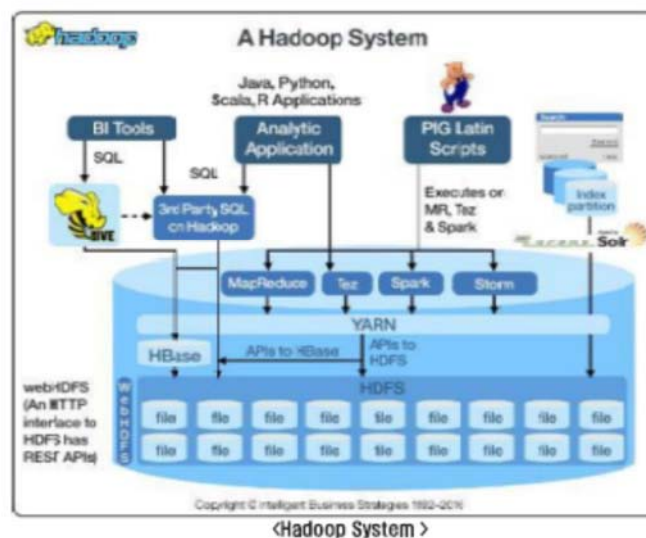 hadoop
A Hadoop System
Java, Python,
Scala, R Applications
BI Tools
Analytic
Application
PIG Latin
Scripts
Search
SQL
SQL
Index
partition
HIVE
3rd Party SQL
on Hadoop
Executes on
MR, Tez
& Spark
Lucene
Solr
MapReduce
Tez
Spark
Storm
YARN
HBase
APIs to HBase
APIs to
HDFS
webHDFS
(An HTTP
interface to
HDFS has
REST APIs)
WebHDFS
HDFS
file file file file file file file file file
file file file file file file file file file
Copyright © Intelligent Business Strategies 1992-2016
<Hadoop System >